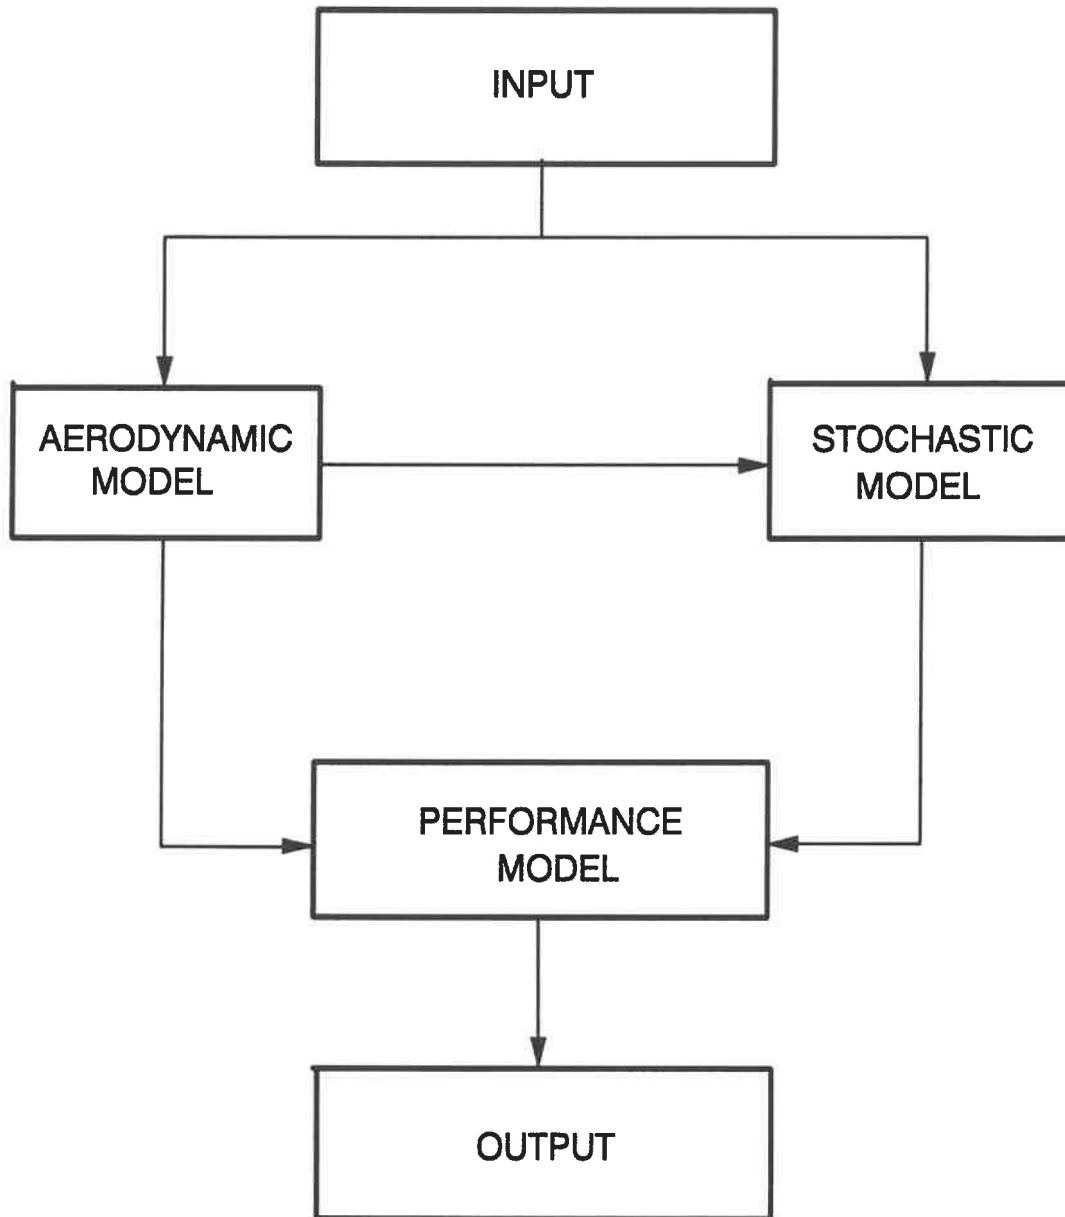 INPUT
AERODYNAMIC
MODEL
STOCHASTIC
MODEL
PERFORMANCE
MODEL
OUTPUT